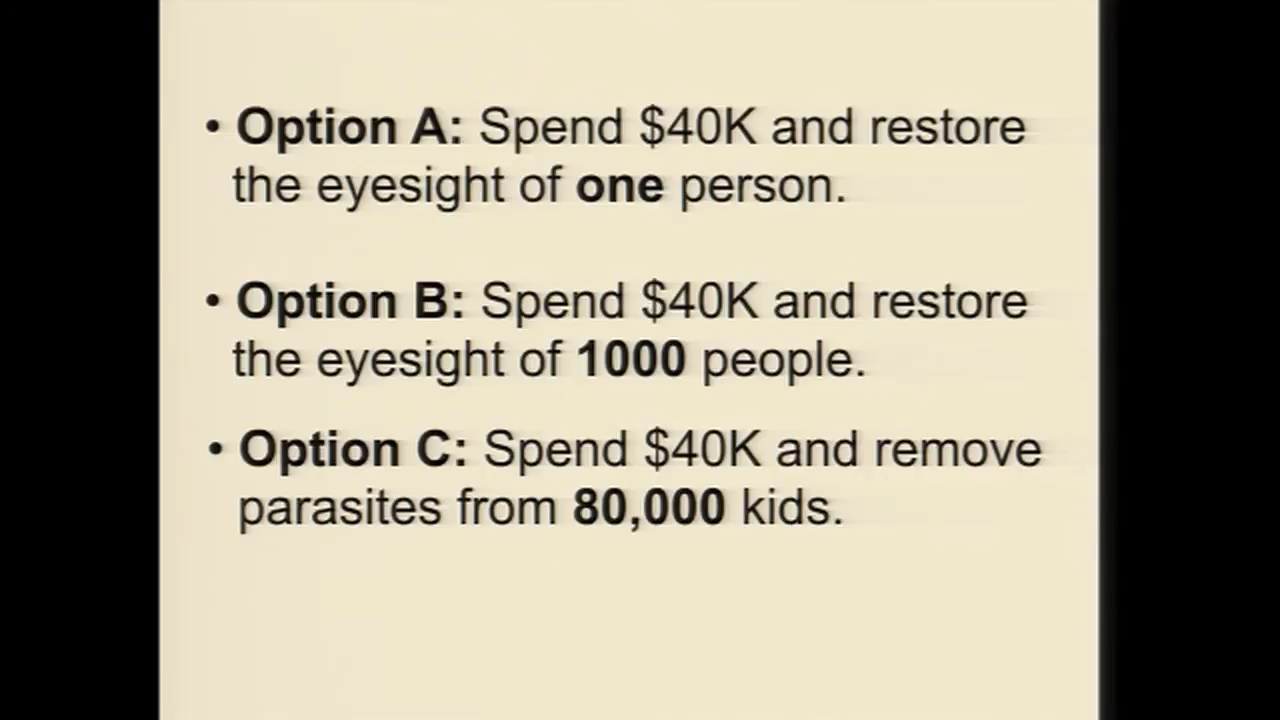 • Option A: Spend $40K and restore
the eyesight of one person.
• Option B: Spend $40K and restore
the eyesight of 1000 people.
• Option C: Spend $40K and remove
parasites from 80,000 kids.